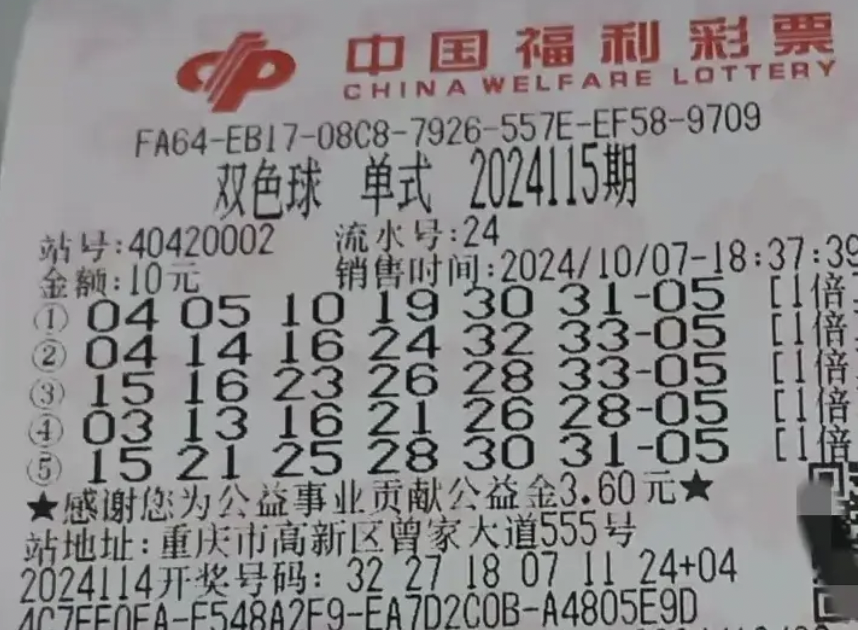 中国福利彩票
CHINA WELFARE LOTTERY
FA64-EB17-08C8-7926-557E-EF58-9709
双色球 单式 2024115期
站号:40420002 流水号:24
金额:10元 销售时间:2024/10/07-18:37:39
① 04 05 10 19 30 31-05 [1倍
② 04 14 16 24 32 33-05 [1倍
③ 15 16 23 26 28 33-05 [1倍
④ 03 13 16 21 26 28-05 [1倍
⑤ 15 21 25 28 30 31-05 [1倍
★感谢您为公益事业贡献公益金3.60元★
站地址:重庆市高新区曾家大道555号
2024114开奖号码: 32 27 18 07 11 24+04
4C7EE0EA-F548A2F9-EA7D2C0B-A4805E9D